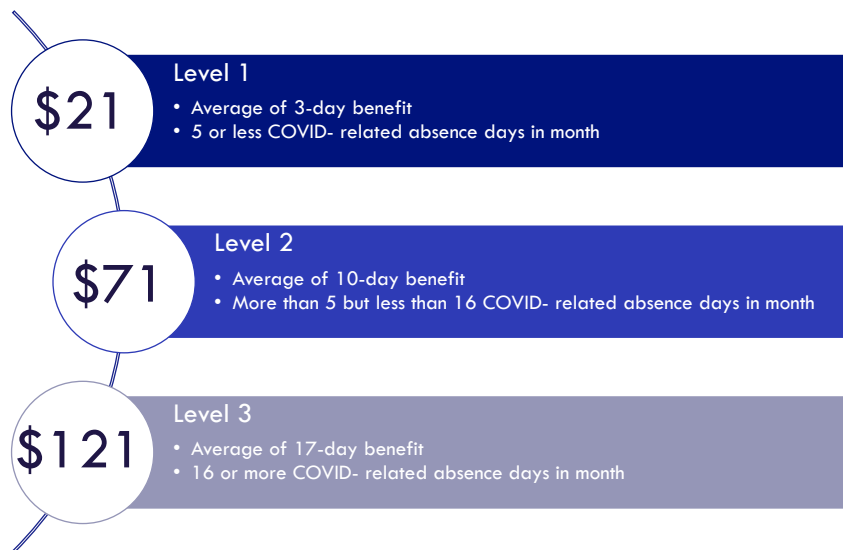 $21
Level 1
• Average of 3-day benefit
• 5 or less COVID- related absence days in month
$71
Level 2
• Average of 10-day benefit
• More than 5 but less than 16 COVID- related absence days in month
$121
Level 3
• Average of 17-day benefit
• 16 or more COVID- related absence days in month